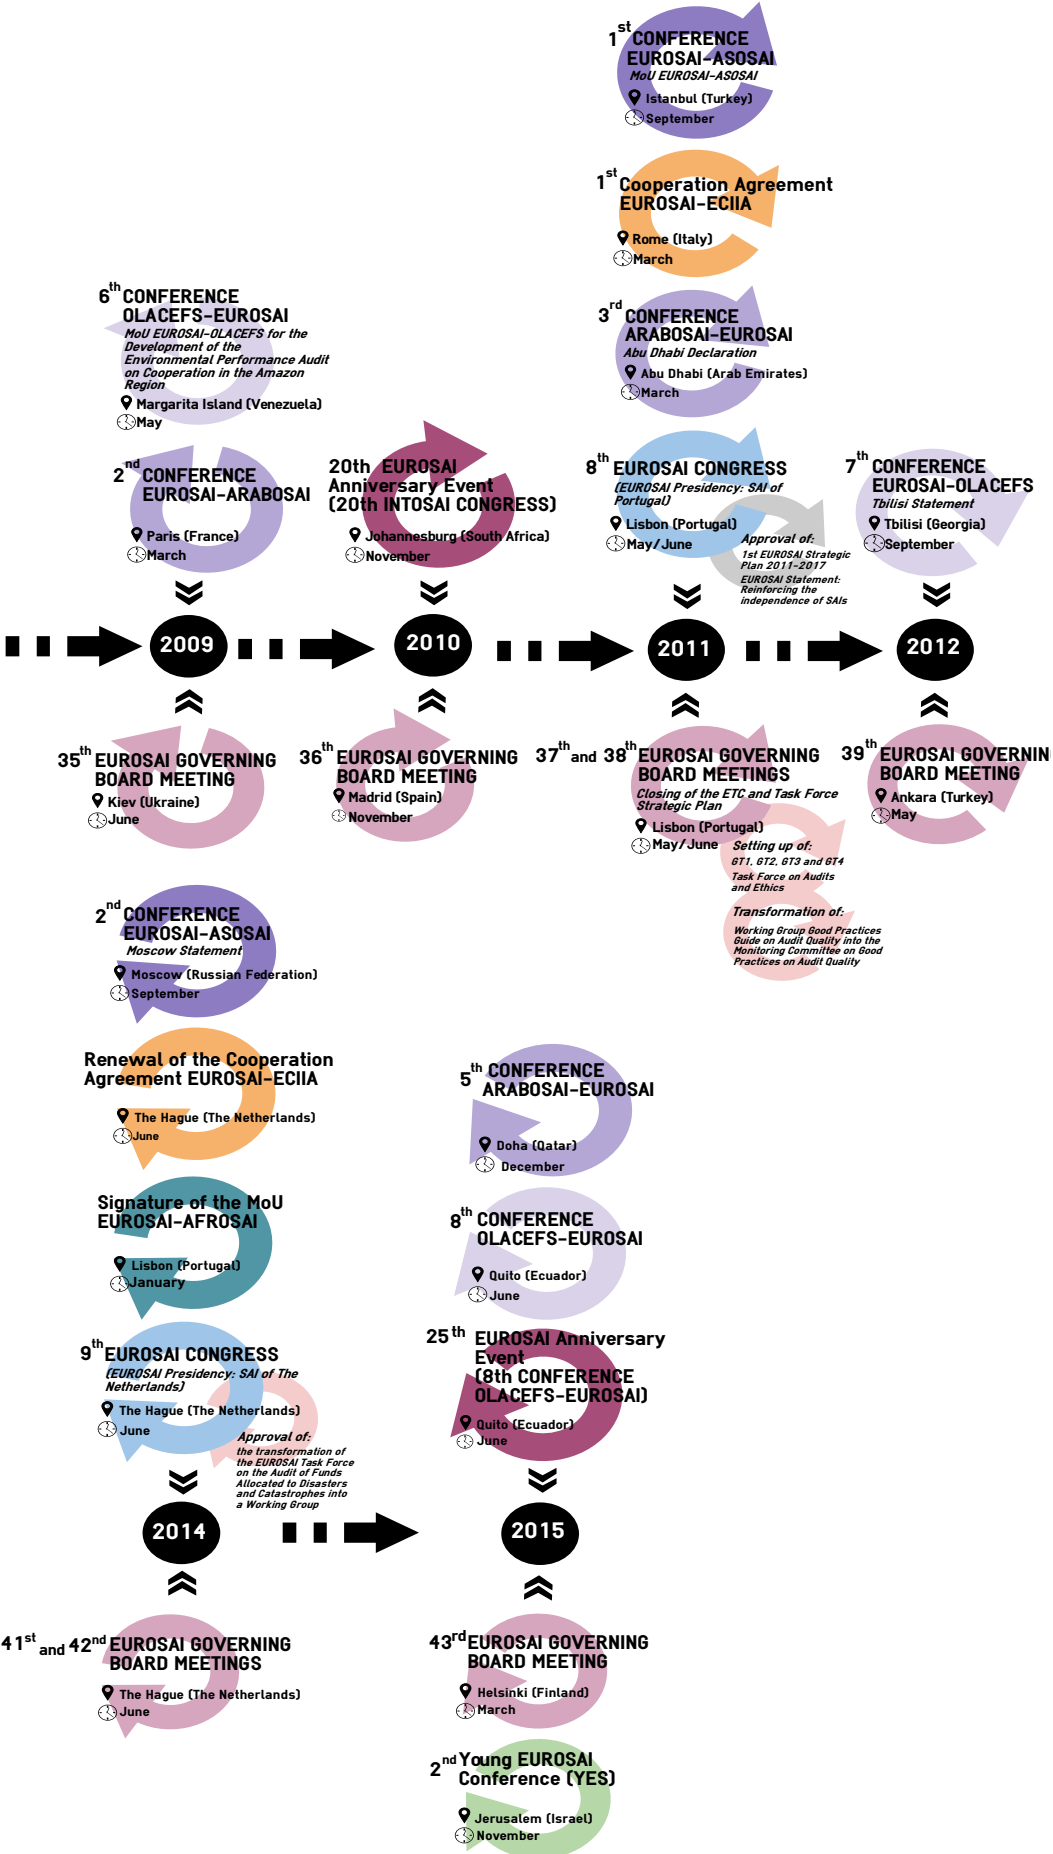 1st CONFERENCE
EUROSAI-ASOSAI
MoU EUROSAI-ASOSAI
Istanbul (Turkey)
September
1st Cooperation Agreement
EUROSAI-ECIIA
Rome (Italy)
March
6th CONFERENCE
OLACEFS-EUROSAI
MoU EUROSAI-OLACEFS for the
Development of the
Environmental Performance Audit
on Cooperation in the Amazon
Region
Margarita Island (Venezuela)
May
3rd CONFERENCE
ARABOSAI-EUROSAI
Abu Dhabi Declaration
Abu Dhabi (Arab Emirates)
March
2nd CONFERENCE
EUROSAI-ARABOSAI
Paris (France)
March
20th EUROSAI
Anniversary Event
(20th INTOSAI CONGRESS)
Johannesburg (South Africa)
November
8th EUROSAI CONGRESS
(EUROSAI Presidency: SAI of
Portugal)
Lisbon (Portugal)
May/June
Approval of:
1st EUROSAI Strategic
Plan 2011-2017
EUROSAI Statement:
Reinforcing the
independence of SAIs
7th CONFERENCE
EUROSAI-OLACEFS
Tbilisi Statement
Tbilisi (Georgia)
September
2009
2010
2011
2012
35th EUROSAI GOVERNING
BOARD MEETING
Kiev (Ukraine)
June
36th EUROSAI GOVERNING
BOARD MEETING
Madrid (Spain)
November
37th and 38th EUROSAI GOVERNING
BOARD MEETINGS
Closing of the ETC and Task Force
Strategic Plan
Lisbon (Portugal)
May/June
Setting up of:
GT1, GT2, GT3 and GT4
Task Force on Audits
and Ethics
Transformation of:
Working Group Good Practices
Guide on Audit Quality into the
Monitoring Committee on Good
Practices on Audit Quality
39th EUROSAI GOVERNIN
BOARD MEETING
Ankara (Turkey)
May
2nd CONFERENCE
EUROSAI-ASOSAI
Moscow Statement
Moscow (Russian Federation)
September
Renewal of the Cooperation
Agreement EUROSAI-ECIIA
The Hague (The Netherlands)
June
Signature of the MoU
EUROSAI-AFROSAI
Lisbon (Portugal)
January
9th EUROSAI CONGRESS
(EUROSAI Presidency: SAI of The
Netherlands)
The Hague (The Netherlands)
June
Approval of:
the transformation of
the EUROSAI Task Force
on the Audit of Funds
Allocated to Disasters
and Catastrophes into
a Working Group
5th CONFERENCE
ARABOSAI-EUROSAI
Doha (Qatar)
December
8th CONFERENCE
OLACEFS-EUROSAI
Quito (Ecuador)
June
25th EUROSAI Anniversary
Event
(8th CONFERENCE
OLACEFS-EUROSAI)
Quito (Ecuador)
June
2014
2015
41st and 42nd EUROSAI GOVERNING
BOARD MEETINGS
The Hague (The Netherlands)
June
43rd EUROSAI GOVERNING
BOARD MEETING
Helsinki (Finland)
March
2nd Young EUROSAI
Conference (YES)
Jerusalem (Israel)
November